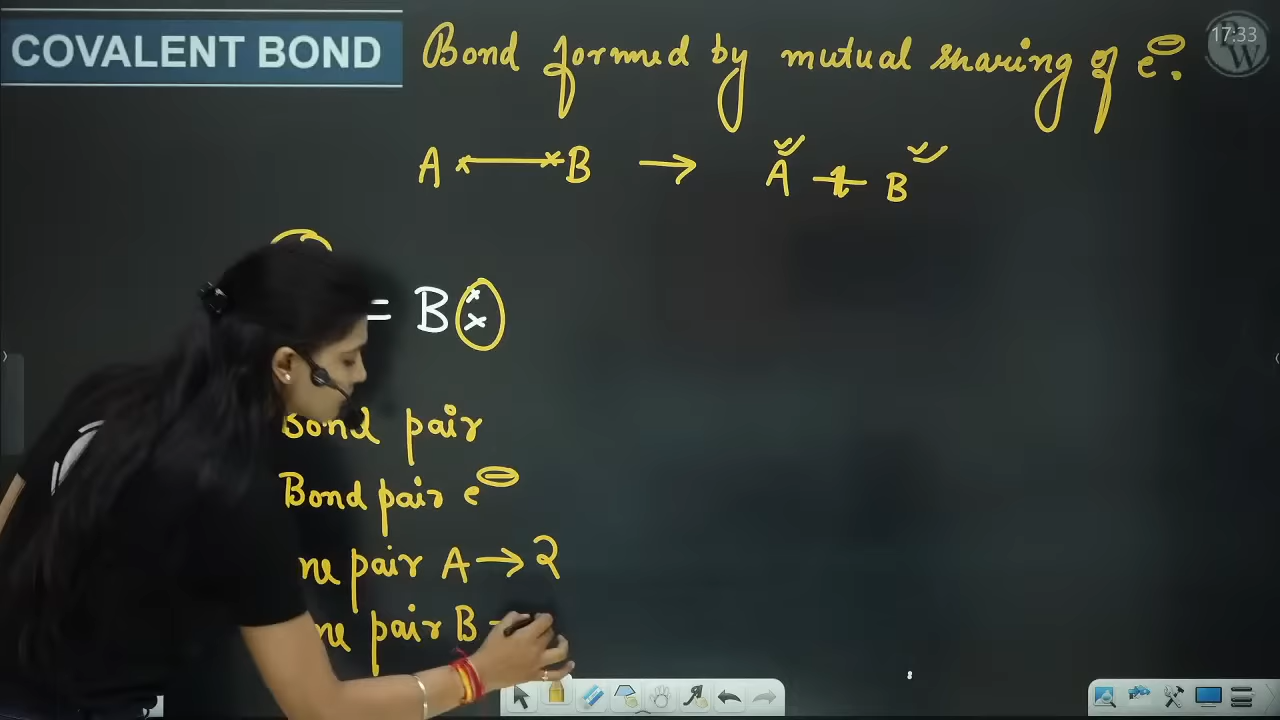 COVALENT BOND Bond formed by mutual sharing of e⊖.
17:33
A ×—× B → A + B
= B ××
Bond pair
Bond pair e⊖
ne pair A → 2
ne pair B